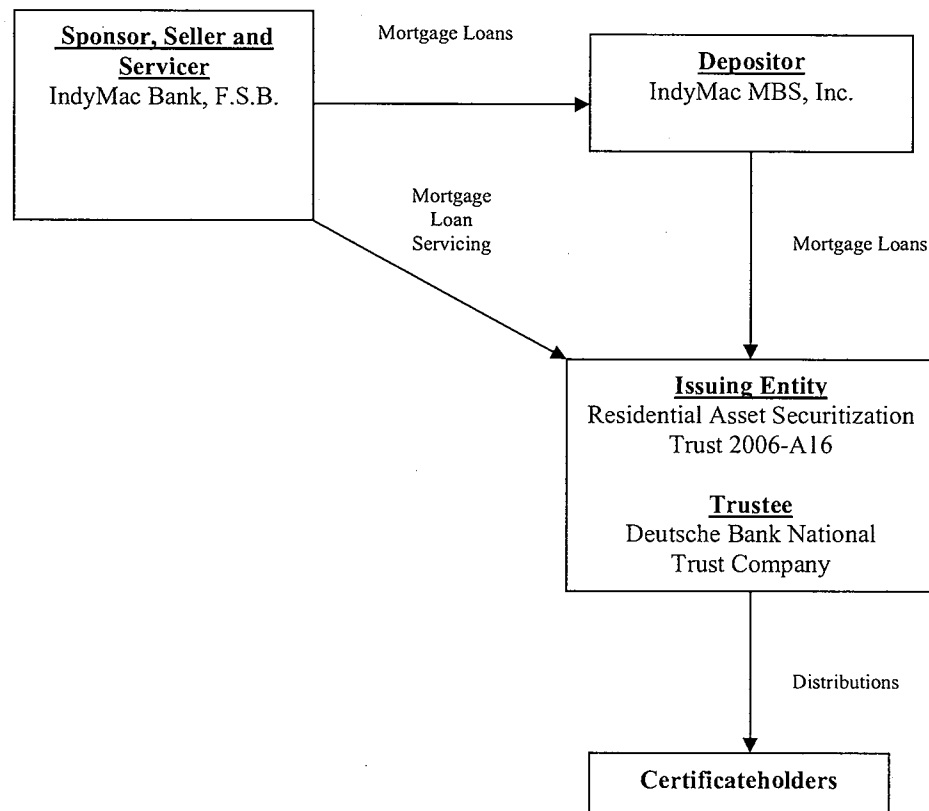 Sponsor, Seller and
Servicer
IndyMac Bank, F.S.B.
Mortgage Loans
Depositor
IndyMac MBS, Inc.
Mortgage
Loan
Servicing
Mortgage Loans
Issuing Entity
Residential Asset Securitization
Trust 2006-A16
Trustee
Deutsche Bank National
Trust Company
Distributions
Certificateholders